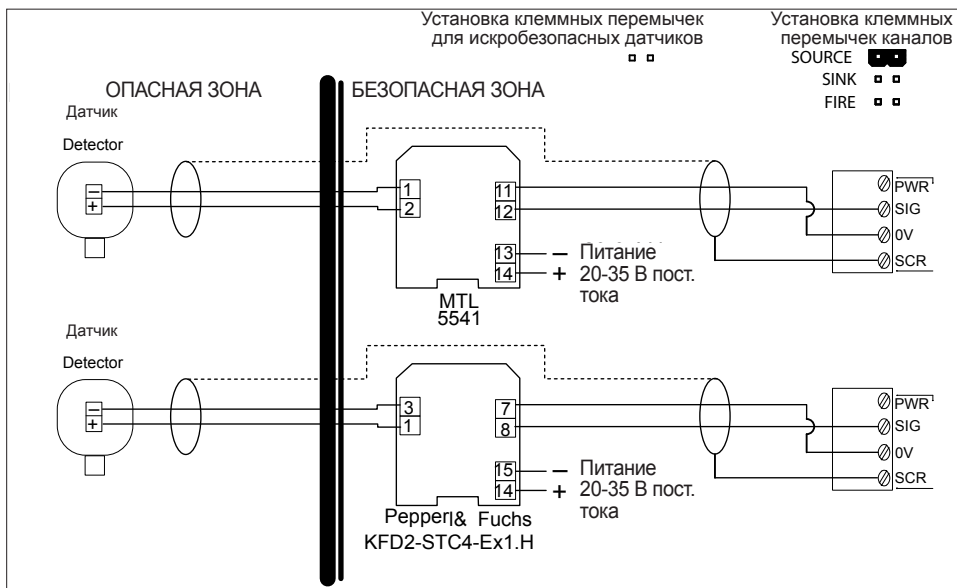 Установка клеммных перемычек
для искробезопасных датчиков
Установка клеммных
перемычек каналов
SOURCE
SINK
FIRE
ОПАСНАЯ ЗОНА
БЕЗОПАСНАЯ ЗОНА
Датчик
Detector
−
+
1
2
11
12
13
14
− Питание
+ 20-35 В пост.
тока
MTL
5541
PWR
SIG
0V
SCR
Датчик
Detector
−
+
3
1
7
8
15
14
− Питание
+ 20-35 В пост.
тока
Pepperl& Fuchs
KFD2-STC4-Ex1.H
PWR
SIG
0V
SCR